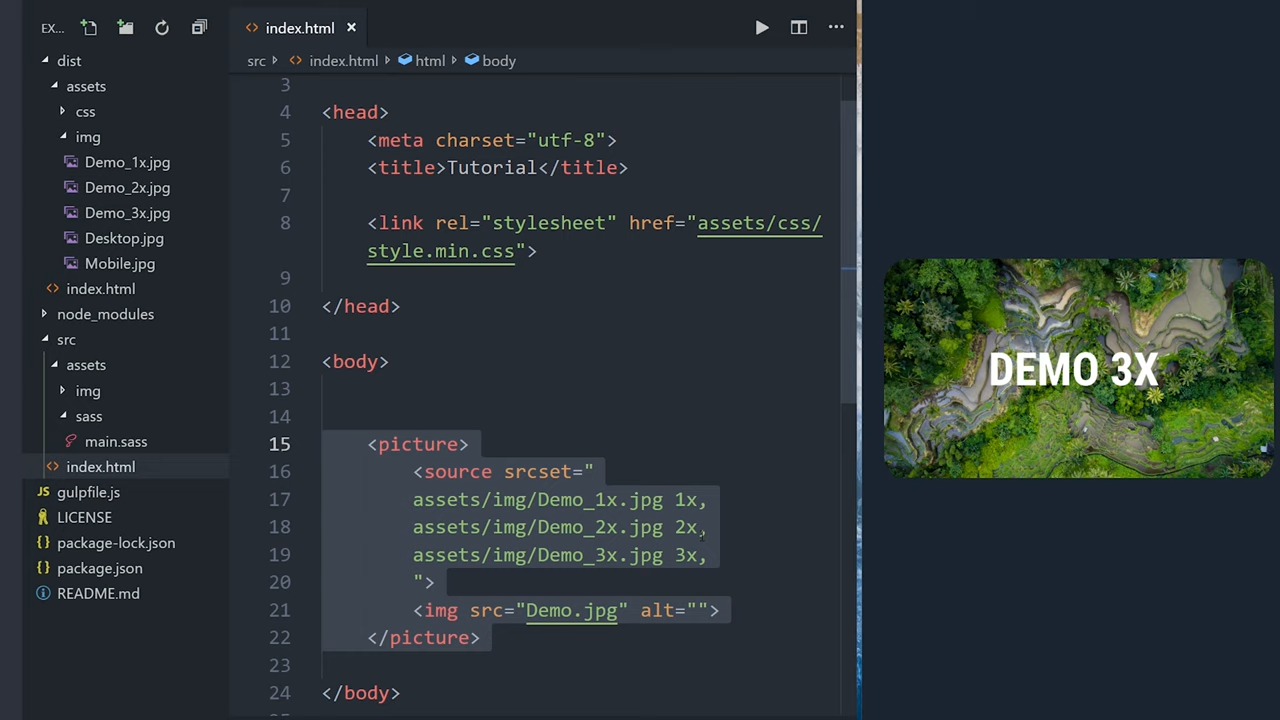 EX...
dist
assets
css
img
Demo_1x.jpg
Demo_2x.jpg
Demo_3x.jpg
Desktop.jpg
Mobile.jpg
index.html
node_modules
src
assets
img
sass
main.sass
index.html
JS gulpfile.js
LICENSE
{} package-lock.json
{} package.json
README.md
<> index.html ×
src <> index.html html body
3
4 <head>
5 <meta charset="utf-8">
6 <title>Tutorial</title>
7
8 <link rel="stylesheet" href="assets/css/
style.min.css">
9
10 </head>
11
12 <body>
13
14
15 <picture>
16 <source srcset="
17 assets/img/Demo_1x.jpg 1x,
18 assets/img/Demo_2x.jpg 2x,
19 assets/img/Demo_3x.jpg 3x,
20 ">
21 <img src="Demo.jpg" alt="">
22 </picture>
23
24 </body>
DEMO 3X